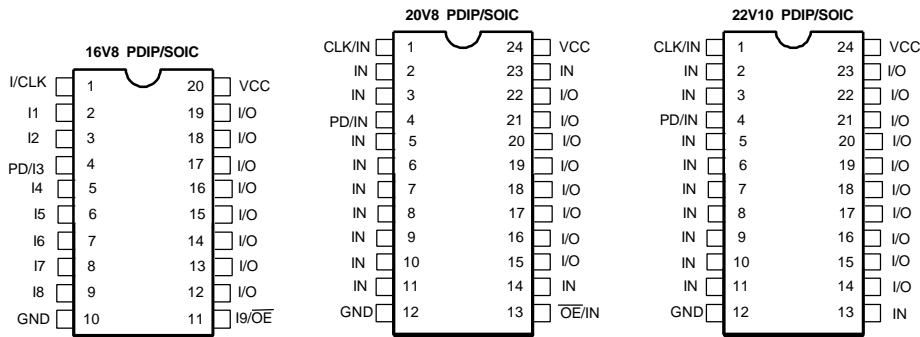 16V8 PDIP/SOIC
I/CLK 1 20 VCC
I1 2 19 I/O
I2 3 18 I/O
PD/I3 4 17 I/O
I4 5 16 I/O
I5 6 15 I/O
I6 7 14 I/O
I7 8 13 I/O
I8 9 12 I/O
GND 10 11 I9/OE
20V8 PDIP/SOIC
CLK/IN 1 24 VCC
IN 2 23 IN
IN 3 22 I/O
PD/IN 4 21 I/O
IN 5 20 I/O
IN 6 19 I/O
IN 7 18 I/O
IN 8 17 I/O
IN 9 16 I/O
IN 10 15 I/O
IN 11 14 IN
GND 12 13 OE/IN
22V10 PDIP/SOIC
CLK/IN 1 24 VCC
IN 2 23 I/O
IN 3 22 I/O
PD/IN 4 21 I/O
IN 5 20 I/O
IN 6 19 I/O
IN 7 18 I/O
IN 8 17 I/O
IN 9 16 I/O
IN 10 15 I/O
IN 11 14 I/O
GND 12 13 IN